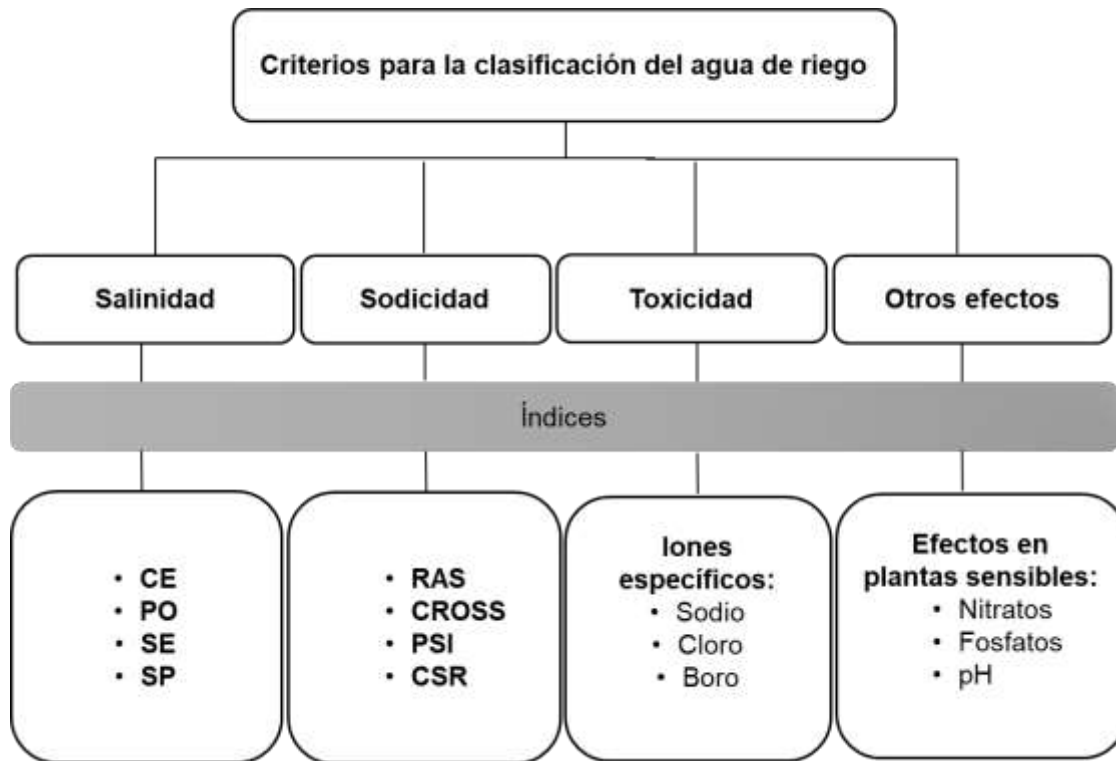 Criterios para la clasificación del agua de riego
Salinidad
Sodicidad
Toxicidad
Otros efectos
Índices
• CE
• PO
• SE
• SP
• RAS
• CROSS
• PSI
• CSR
Iones
específicos:
• Sodio
• Cloro
• Boro
Efectos en
plantas sensibles:
• Nitratos
• Fosfatos
• pH